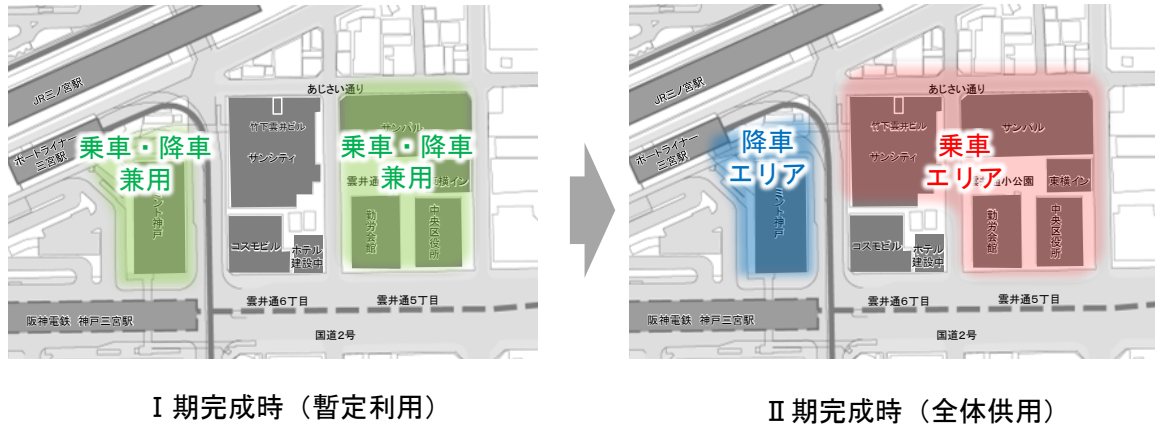 JR三ノ宮駅
ポートライナー
三宮駅
あじさい通り
竹下雲井ビル
サンシティ
サンパル
乗車・降車
兼用
乗車・降車
兼用
雲井通
東横イン
ミント神戸
勤労会館
中央区役所
コスモビル
ホテル
建設中
雲井通6丁目
雲井通5丁目
阪神電鉄 神戸三宮駅
国道2号
Ⅰ期完成時（暫定利用）
JR三ノ宮駅
ポートライナー
三宮駅
あじさい通り
竹下雲井ビル
サンシティ
サンパル
降車
エリア
乗車
エリア
雲井通小公園
東横イン
ミント神戸
勤労会館
中央区役所
コスモビル
ホテル
建設中
雲井通6丁目
雲井通5丁目
阪神電鉄 神戸三宮駅
国道2号
Ⅱ期完成時（全体供用）